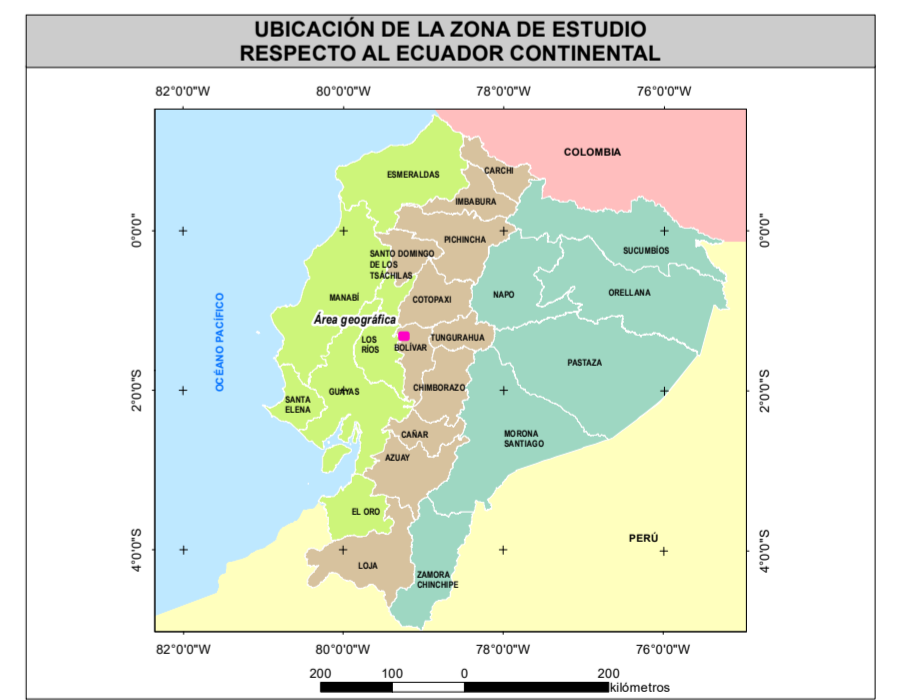 UBICACIÓN DE LA ZONA DE ESTUDIO
RESPECTO AL ECUADOR CONTINENTAL
82°0'0"W 80°0'0"W 78°0'0"W 76°0'0"W
COLOMBIA
CARCHI
ESMERALDAS
IMBABURA
0°0'0"
0°0'0"
PICHINCHA
SANTO DOMINGO
DE LOS
TSÁCHILAS
SUCUMBÍOS
MANABÍ
COTOPAXI
NAPO
ORELLANA
Área geográfica
OCÉANO PACÍFICO
LOS
RÍOS
BOLÍVAR
TUNGURAHUA
PASTAZA
2°0'0"S
2°0'0"S
GUAYAS
CHIMBORAZO
SANTA
ELENA
CAÑAR
MORONA
SANTIAGO
AZUAY
EL ORO
PERÚ
4°0'0"S
4°0'0"S
LOJA
ZAMORA
CHINCHIPE
82°0'0"W 80°0'0"W 78°0'0"W 76°0'0"W
200 100 0 200
kilómetros